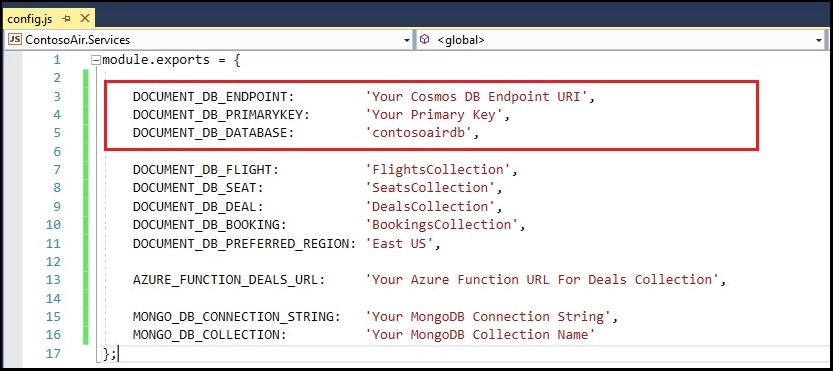 config.js
JS ContosoAir.Services
<global>
1 module.exports = {
2
3 DOCUMENT_DB_ENDPOINT: 'Your Cosmos DB Endpoint URI',
4 DOCUMENT_DB_PRIMARYKEY: 'Your Primary Key',
5 DOCUMENT_DB_DATABASE: 'contosoairdb',
6
7 DOCUMENT_DB_FLIGHT: 'FlightsCollection',
8 DOCUMENT_DB_SEAT: 'SeatsCollection',
9 DOCUMENT_DB_DEAL: 'DealsCollection',
10 DOCUMENT_DB_BOOKING: 'BookingsCollection',
11 DOCUMENT_DB_PREFERRED_REGION: 'East US',
12
13 AZURE_FUNCTION_DEALS_URL: 'Your Azure Function URL For Deals Collection',
14
15 MONGO_DB_CONNECTION_STRING: 'Your MongoDB Connection String',
16 MONGO_DB_COLLECTION: 'Your MongoDB Collection Name'
17 };